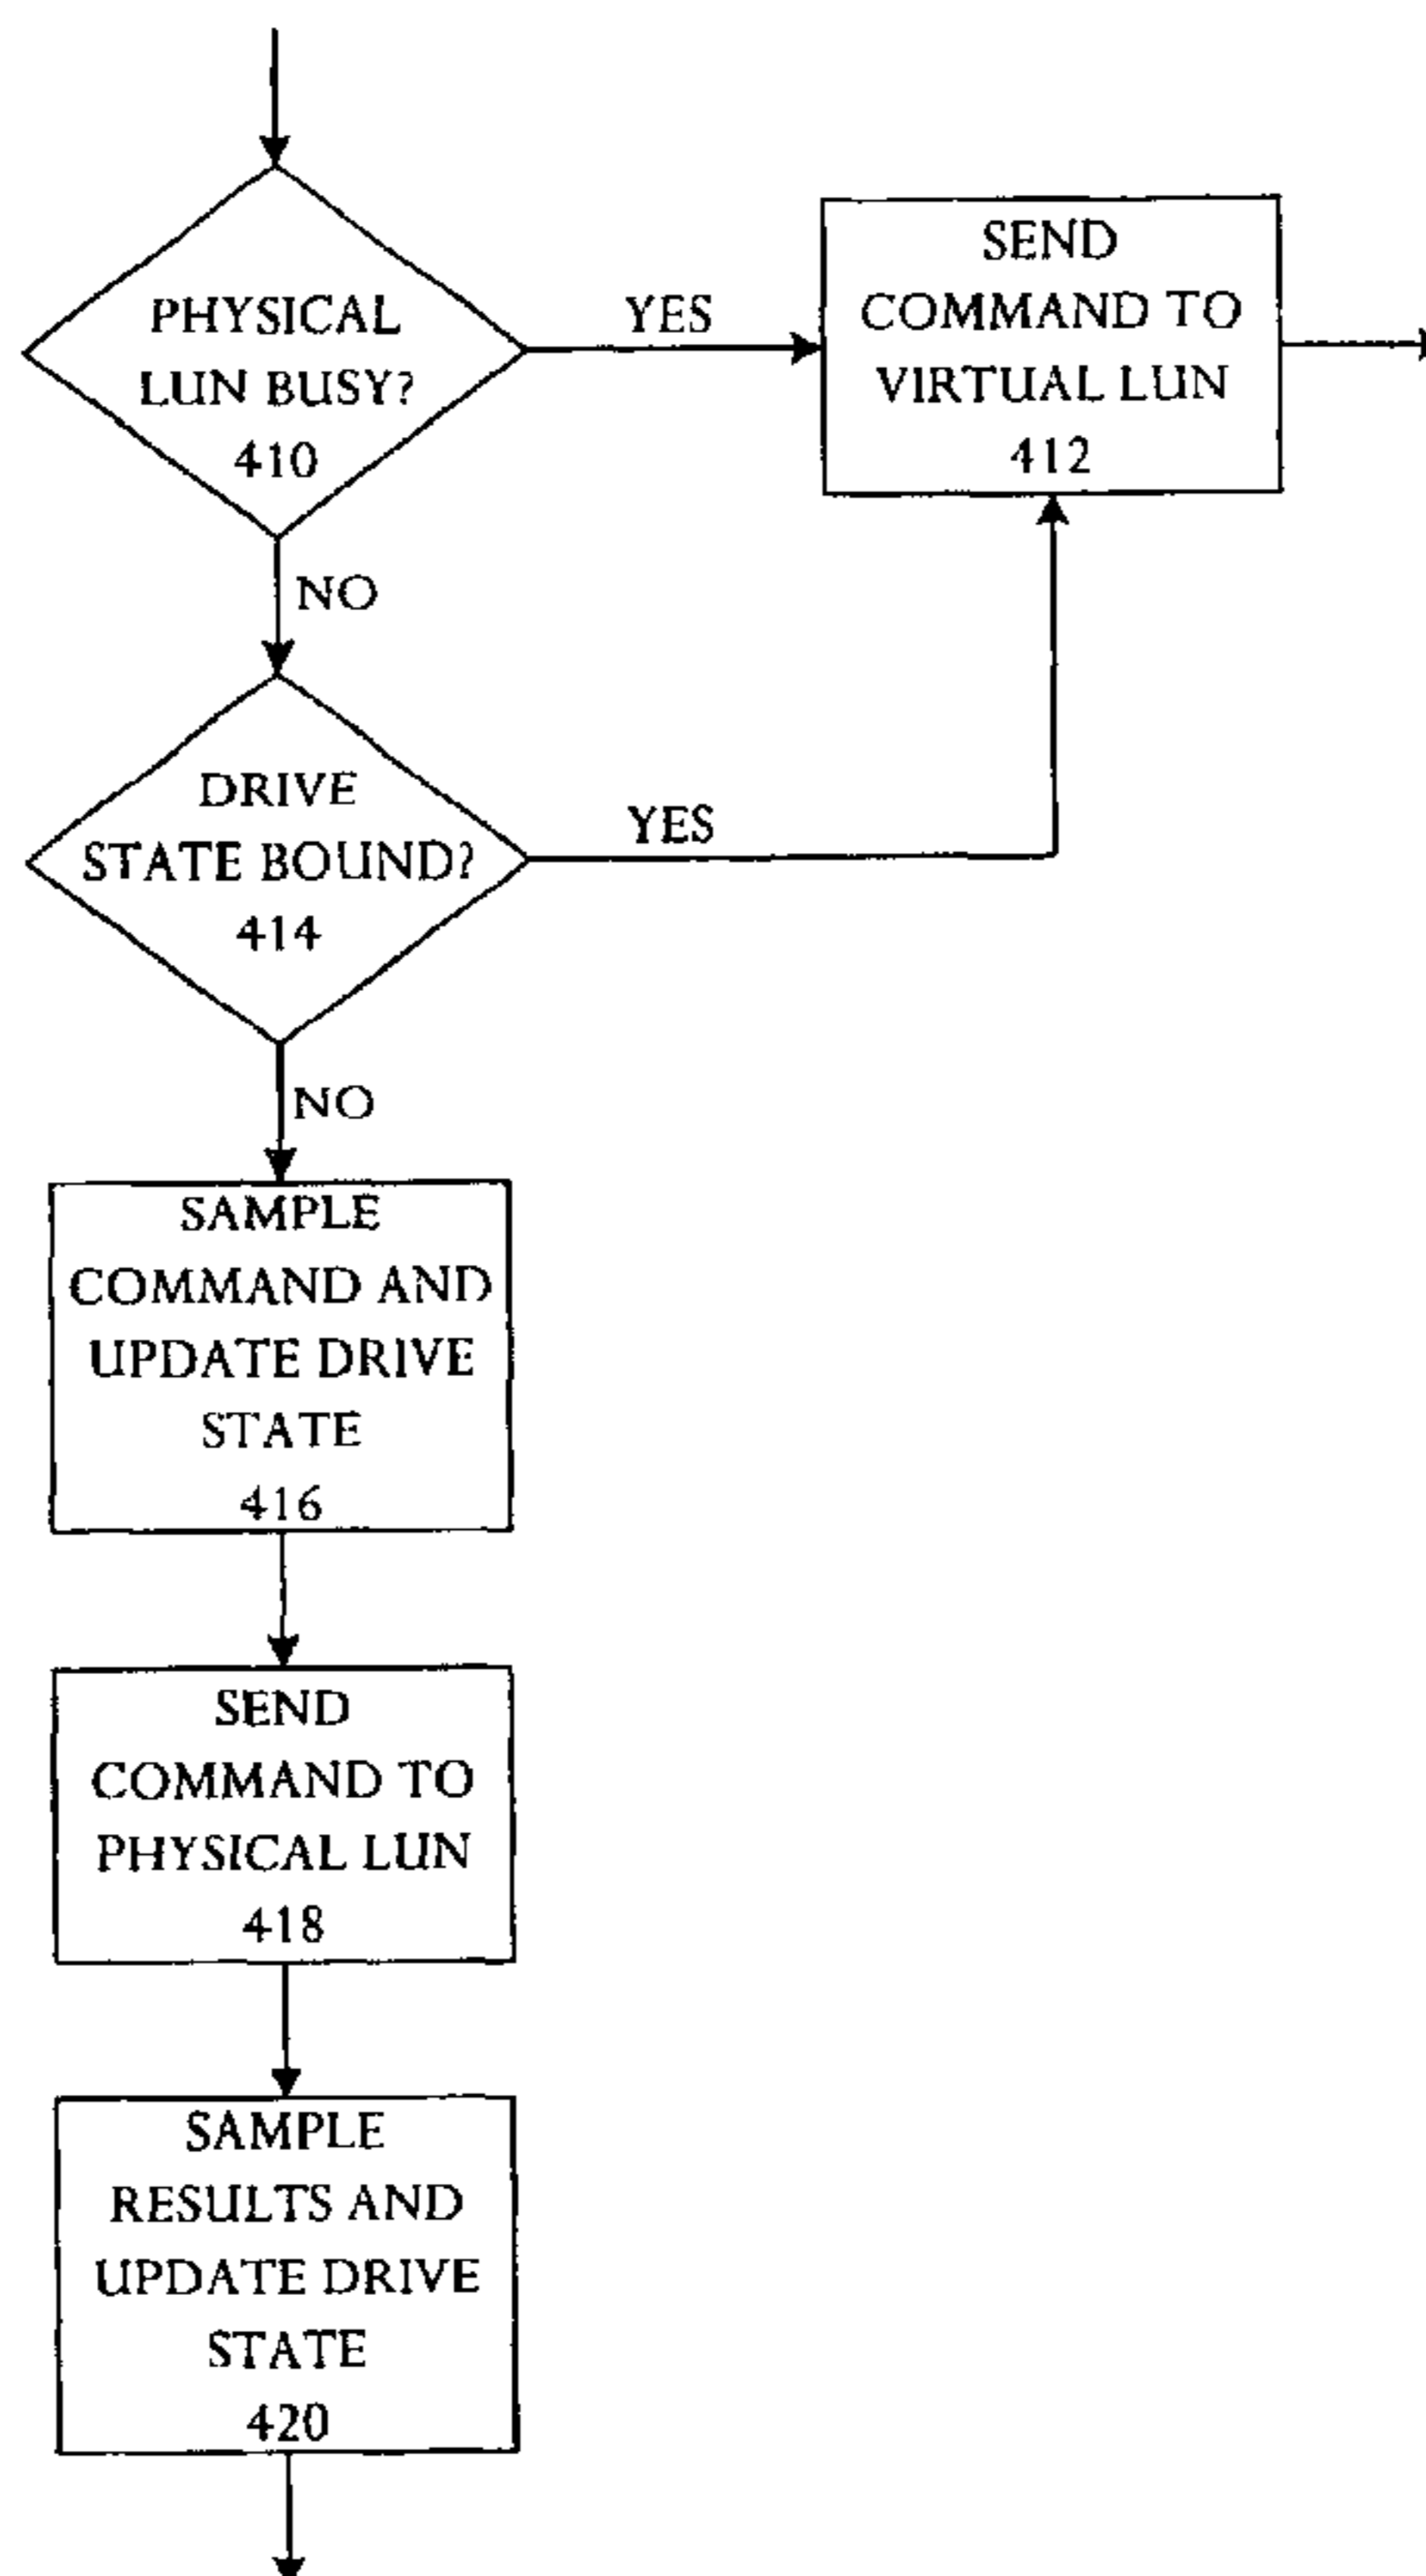 PHYSICAL
LUN BUSY?
410
YES
SEND
COMMAND TO
VIRTUAL LUN
412
NO
DRIVE
STATE BOUND?
414
YES
NO
SAMPLE
COMMAND AND
UPDATE DRIVE
STATE
416
SEND
COMMAND TO
PHYSICAL LUN
418
SAMPLE
RESULTS AND
UPDATE DRIVE
STATE
420